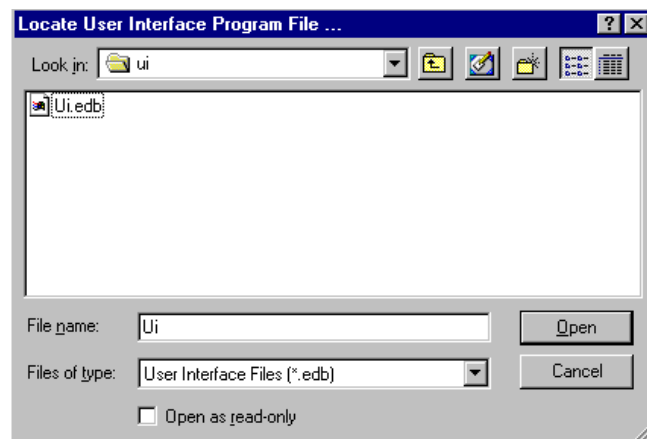 Locate User Interface Program File ...
Look in: ui
Ui.edb
File name: Ui Open
Files of type: User Interface Files (*.edb) Cancel
Open as read-only